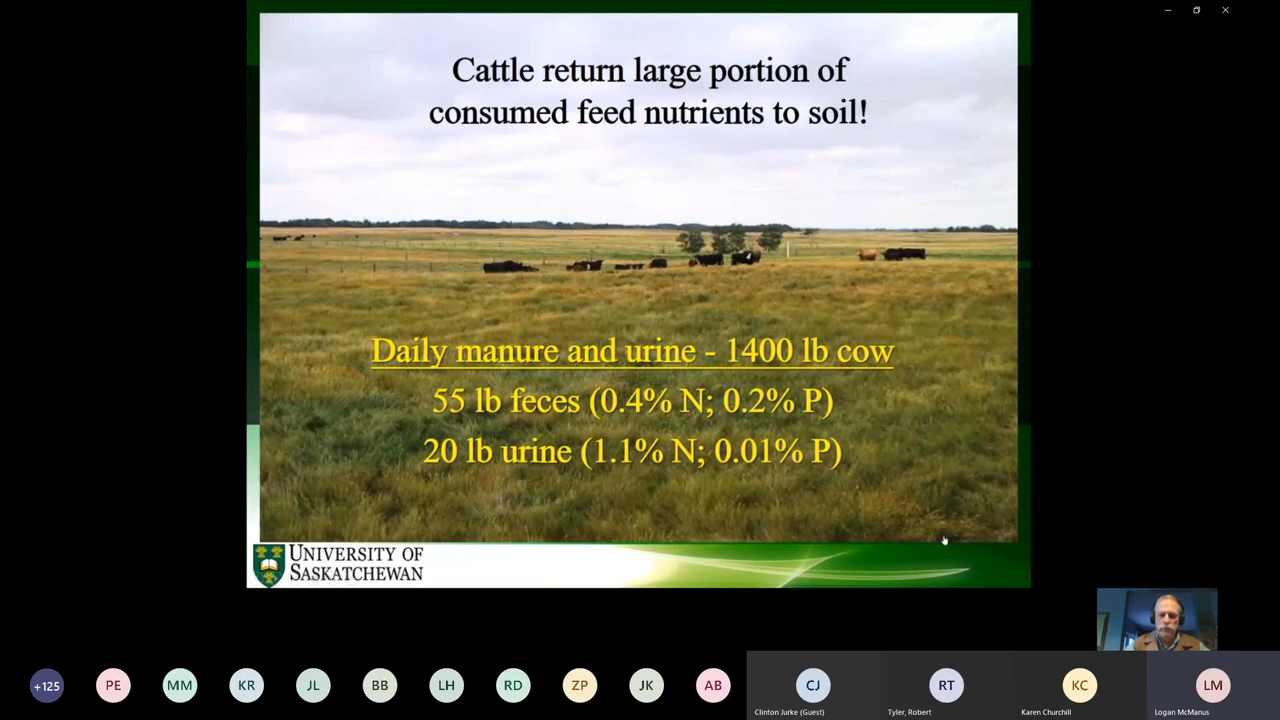 Cattle return large portion of
consumed feed nutrients to soil!
Daily manure and urine - 1400 lb cow
55 lb feces (0.4% N; 0.2% P)
20 lb urine (1.1% N; 0.01% P)
UNIVERSITY OF
SASKATCHEWAN
+125
PE
MM
KR
JL
BB
LH
RD
ZP
JK
AB
CJ
RT
KC
LM
Clinton Jurke (Guest)
Tyler, Robert
Karen Churchill
Logan McManus